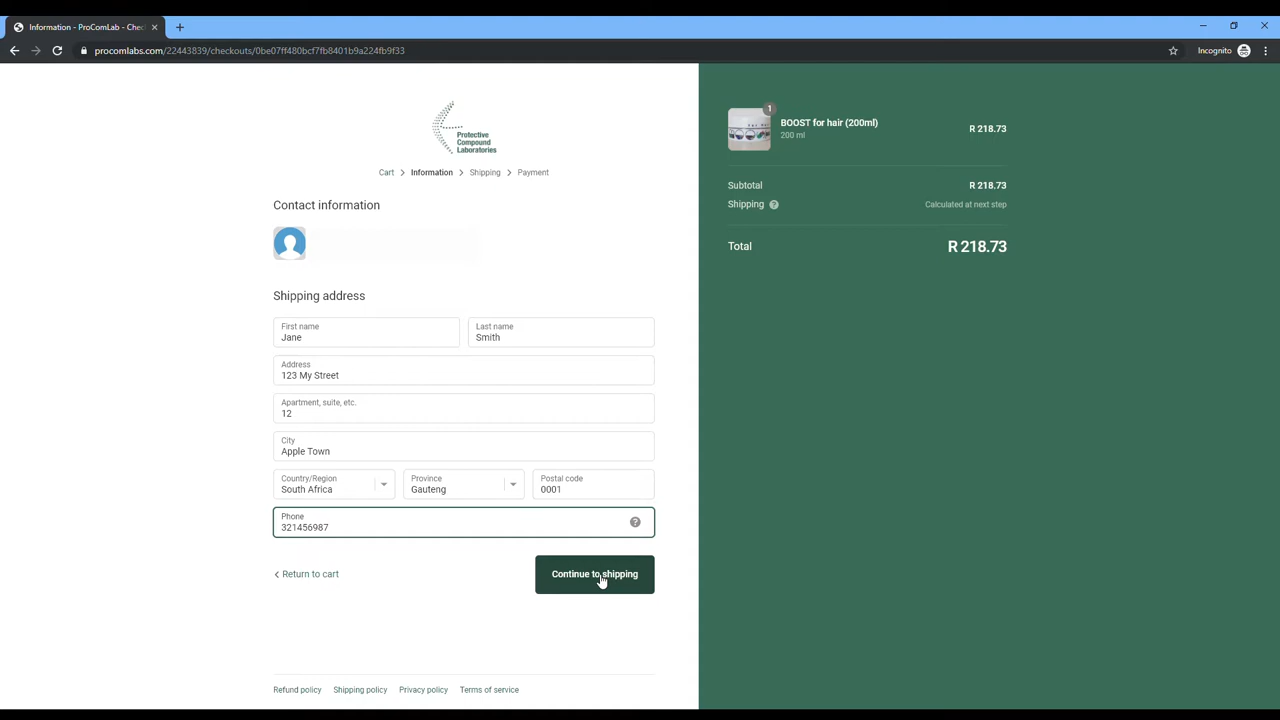 Information - ProComLab - Chec
procomlabs.com/22443839/checkouts/0be07ff480bcf7fb8401b9a224fb9f33
Incognito
Protective
Compound
Laboratories
Cart
Information
Shipping
Payment
Contact information
Shipping address
First name
Jane
Last name
Smith
Address
123 My Street
Apartment, suite, etc.
12
City
Apple Town
Country/Region
South Africa
Province
Gauteng
Postal code
0001
Phone
321456987
?
Return to cart
Continue to shipping
Refund policy
Shipping policy
Privacy policy
Terms of service
1
BOOST for hair (200ml)
200 ml
R 218.73
Subtotal
R 218.73
Shipping ?
Calculated at next step
Total
R 218.73